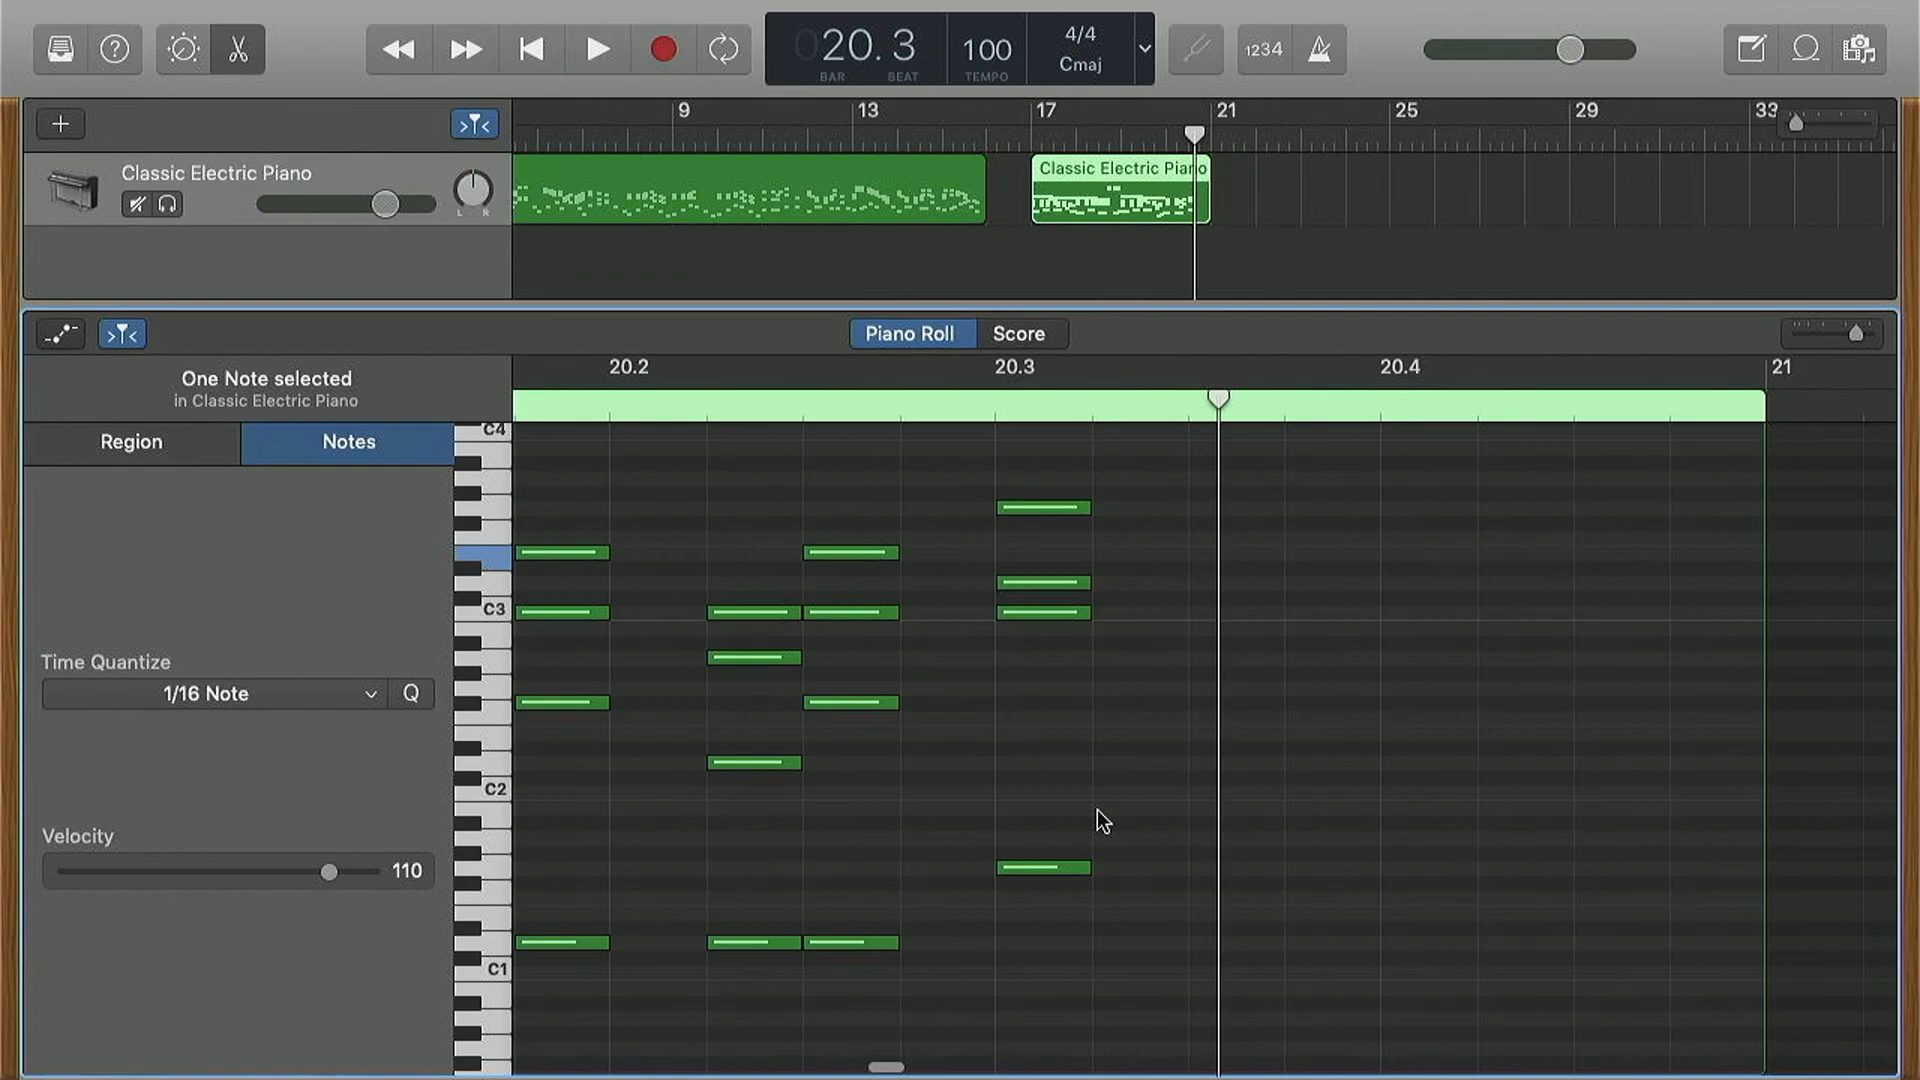 020. 3
BAR BEAT
100
TEMPO
4/4
Cmaj
1234
9 13 17 21 25 29 33
Classic Electric Piano
L R
Classic Electric Piano
Piano Roll Score
One Note selected
in Classic Electric Piano
20.2 20.3 20.4 21
Region Notes
C4
C3
Time Quantize
1/16 Note Q
C2
Velocity
110
C1